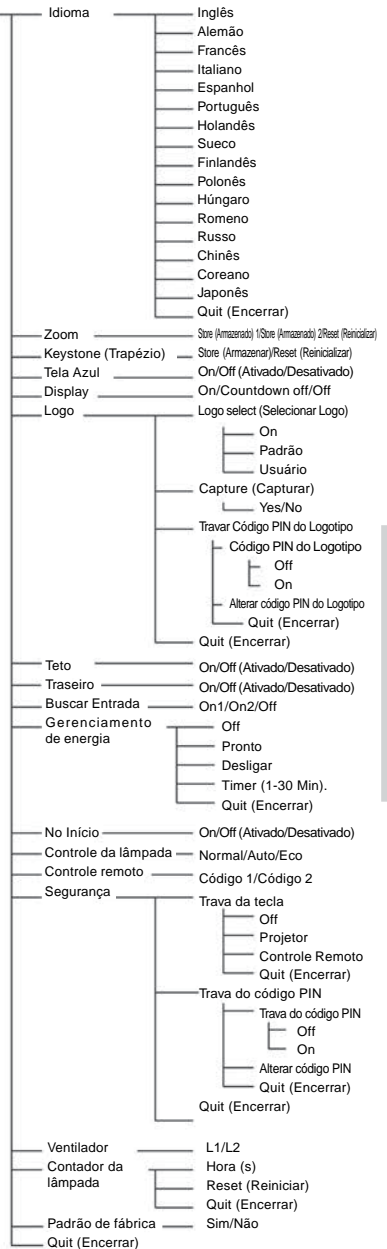 Idioma
Inglês
Alemão
Francês
Italiano
Espanhol
Português
Holandês
Sueco
Finlandês
Polonês
Húngaro
Romeno
Russo
Chinês
Coreano
Japonês
Quit (Encerrar)
Zoom
Store (Armazenado) 1/Store (Armazenado) 2/Reset (Reinicializar)
Keystone (Trapézio)
Store (Armazenar)/Reset (Reinicializar)
Tela Azul
On/Off (Ativado/Desativado)
Display
On/Countdown off/Off
Logo
Logo select (Selecionar Logo)
On
Padrão
Usuário
Capture (Capturar)
Yes/No
Travar Código PIN do Logotipo
Código PIN do Logotipo
Off
On
Alterar código PIN do Logotipo
Quit (Encerrar)
Quit (Encerrar)
Teto
On/Off (Ativado/Desativado)
Traseiro
On/Off (Ativado/Desativado)
Buscar Entrada
On1/On2/Off
Gerenciamento
de energia
Off
Pronto
Desligar
Timer (1-30 Min).
Quit (Encerrar)
No Início
On/Off (Ativado/Desativado)
Controle da lâmpada
Normal/Auto/Eco
Controle remoto
Código 1/Código 2
Segurança
Trava da tecla
Off
Projetor
Controle Remoto
Quit (Encerrar)
Trava do código PIN
Trava do código PIN
Off
On
Alterar código PIN
Quit (Encerrar)
Quit (Encerrar)
Ventilador
L1/L2
Contador da
lâmpada
Hora (s)
Reset (Reiniciar)
Quit (Encerrar)
Padrão de fábrica
Sim/Não
Quit (Encerrar)